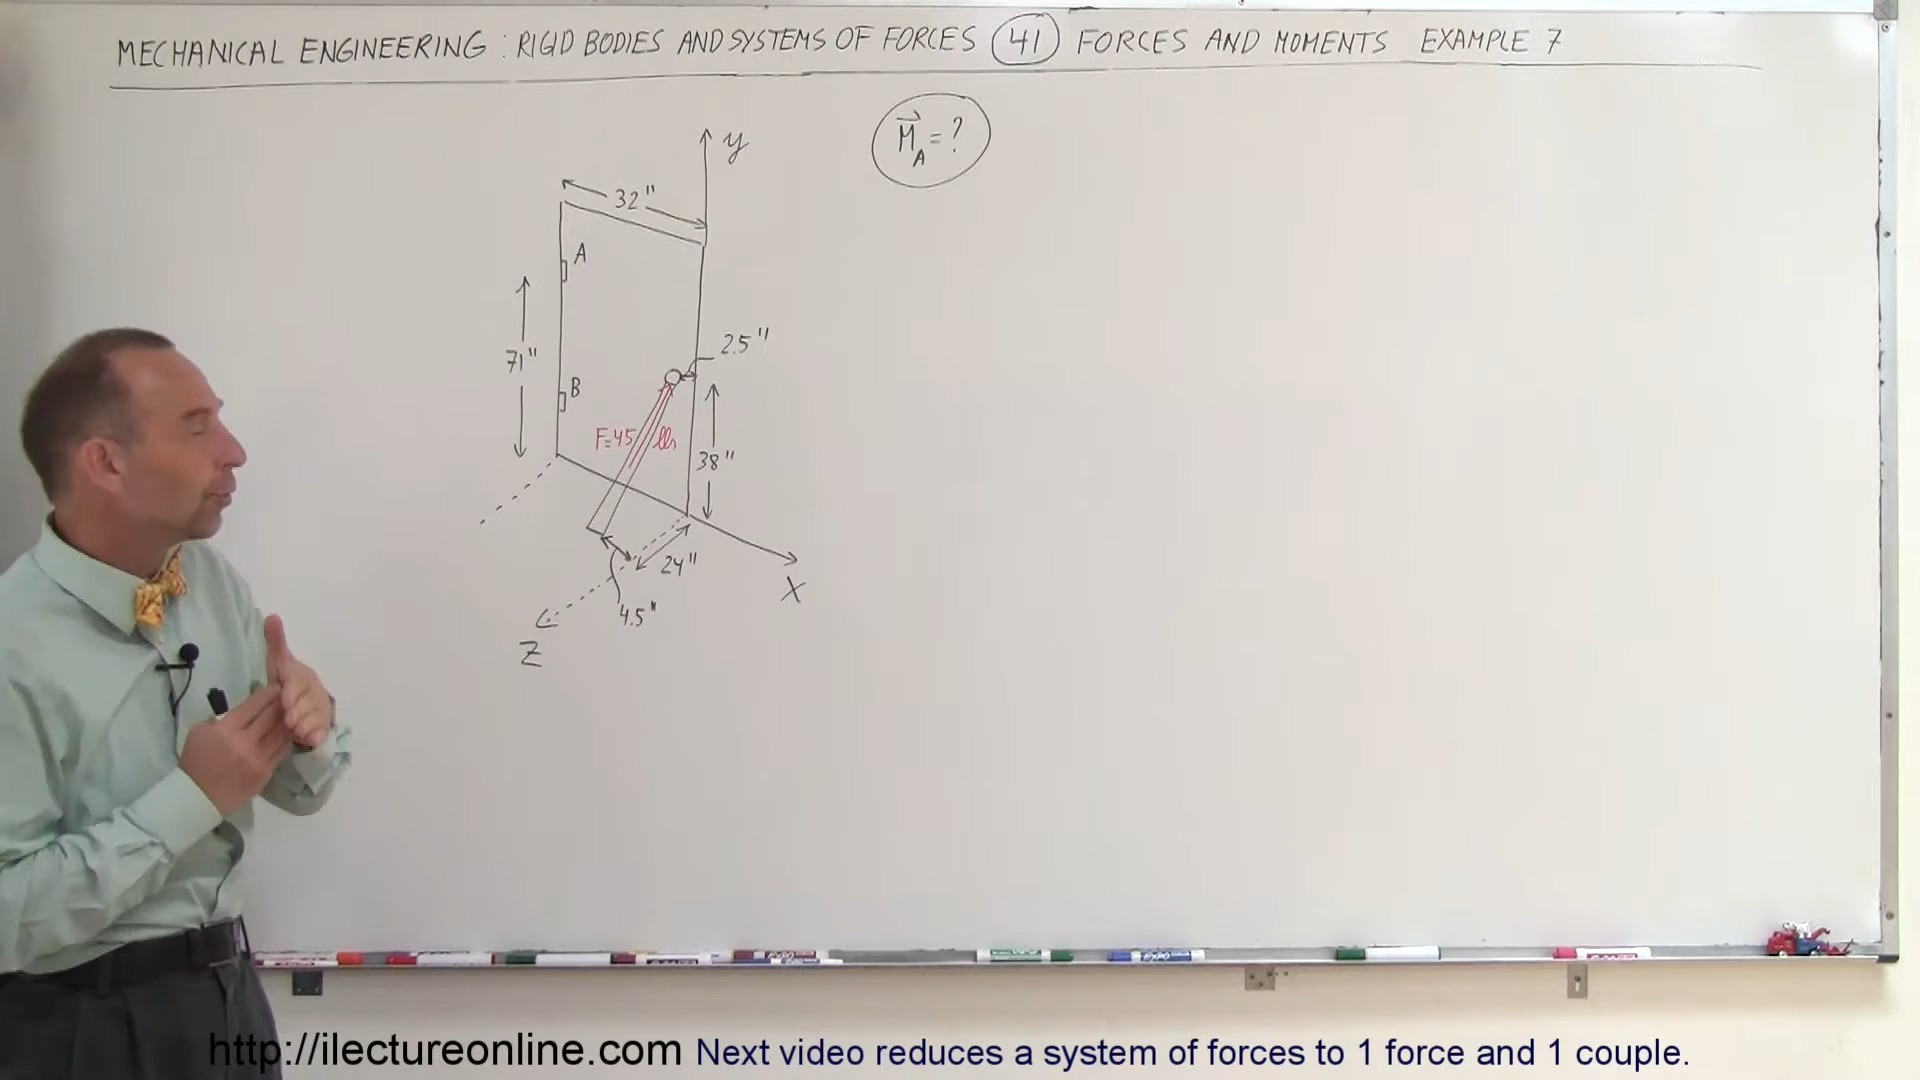 MECHANICAL ENGINEERING : RIGID BODIES AND SYSTEMS OF FORCES 41 FORCES AND MOMENTS EXAMPLE 7
M A = ?
y
32"
A
2.5"
71"
B
F=45 lbs
38"
24"
X
4.5"
Z
http://ilectureonline.com Next video reduces a system of forces to 1 force and 1 couple.